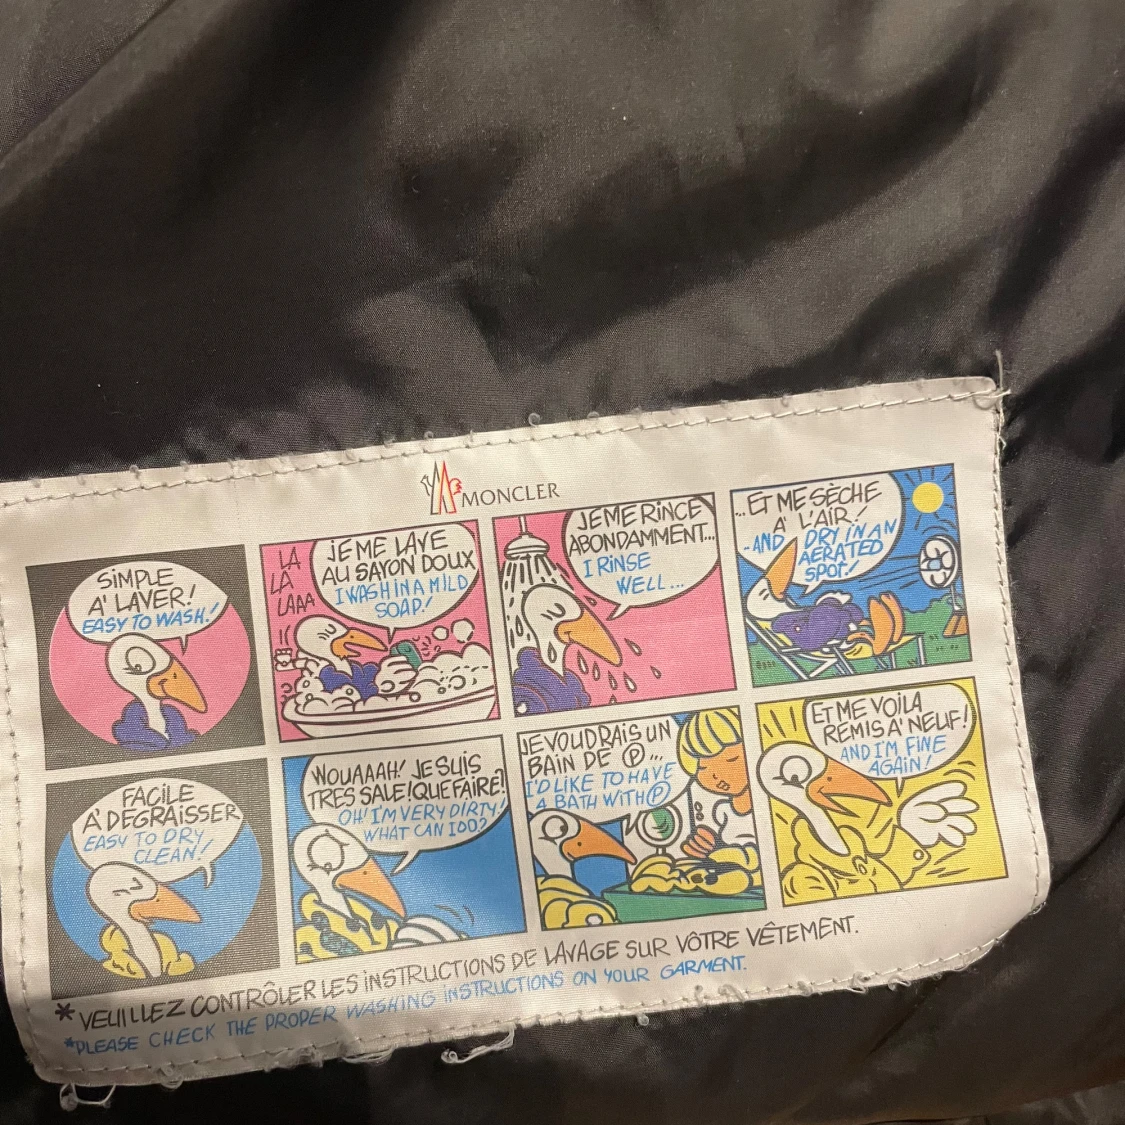 MONCLER
SIMPLE
A' LAVER!
EASY TO WASH!
LA
LA
LAAA
JE ME LAVE
AU SAVON DOUX
I WASH IN A MILD
SOAP!
JE ME RINCE
ABONDAMMENT...
I RINSE
WELL...
...ET ME SÈCHE
A' L'AIR!
-AND DRY IN AN
AERATED
SPOT!
FACILE
A' DEGRAISSER
EASY TO DRY
CLEAN!
WOUAAAH! JE SUIS
TRES SALE! QUE FAIRE?
OH! I'M VERY DIRTY!
WHAT CAN I DO?
JE VOUDRAIS UN
BAIN DE Ⓟ...
I'D LIKE TO HAVE
A BATH WITH Ⓟ
ET ME VOILA
REMIS A' NEUF!
AND I'M FINE
AGAIN!
* VEUILLEZ CONTRÔLER LES INSTRUCTIONS DE LAVAGE SUR VÔTRE VÊTEMENT.
*PLEASE CHECK THE PROPER WASHING INSTRUCTIONS ON YOUR GARMENT.